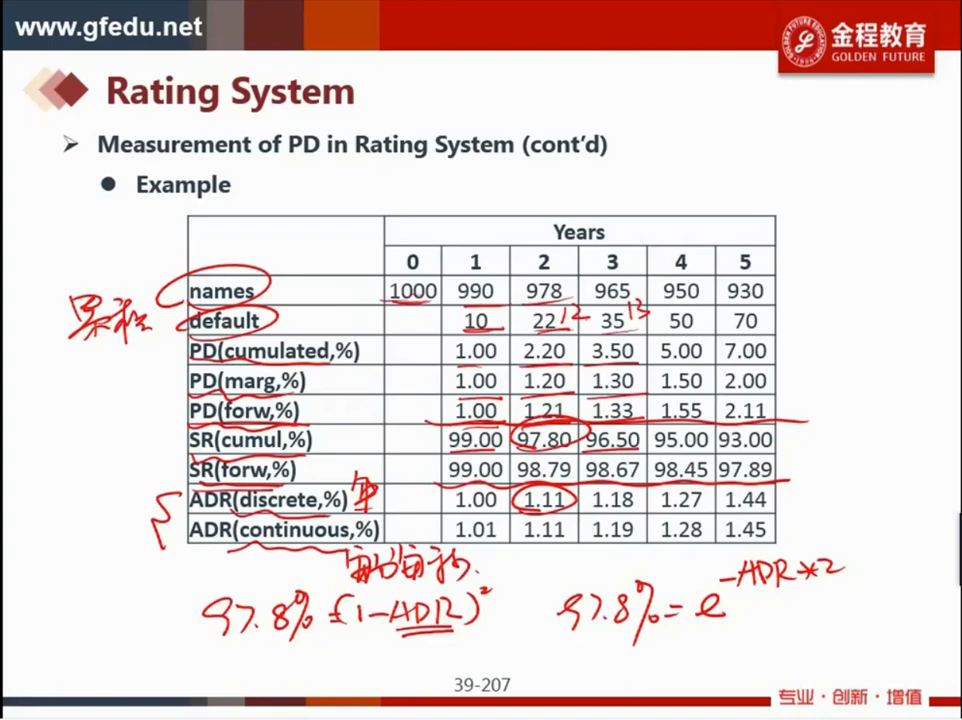 www.gfedu.net
金程教育
GOLDEN FUTURE
Rating System
Measurement of PD in Rating System (cont'd)
Example
Years
0 1 2 3 4 5
names 1000 990 978 965 950 930
累积 default 10 22 12 35 13 50 70
PD(cumulated,%) 1.00 2.20 3.50 5.00 7.00
PD(marg,%) 1.00 1.20 1.30 1.50 2.00
PD(forw,%) 1.00 1.21 1.33 1.55 2.11
SR(cumul,%) 99.00 97.80 96.50 95.00 93.00
SR(forw,%) 99.00 98.79 98.67 98.45 97.89
ADR(discrete,%) 年 1.00 1.11 1.18 1.27 1.44
ADR(continuous,%) 1.01 1.11 1.19 1.28 1.45
97.8% = (1-ADR)² 97.8% = e^-ADR*2
39-207
专业·创新·增值